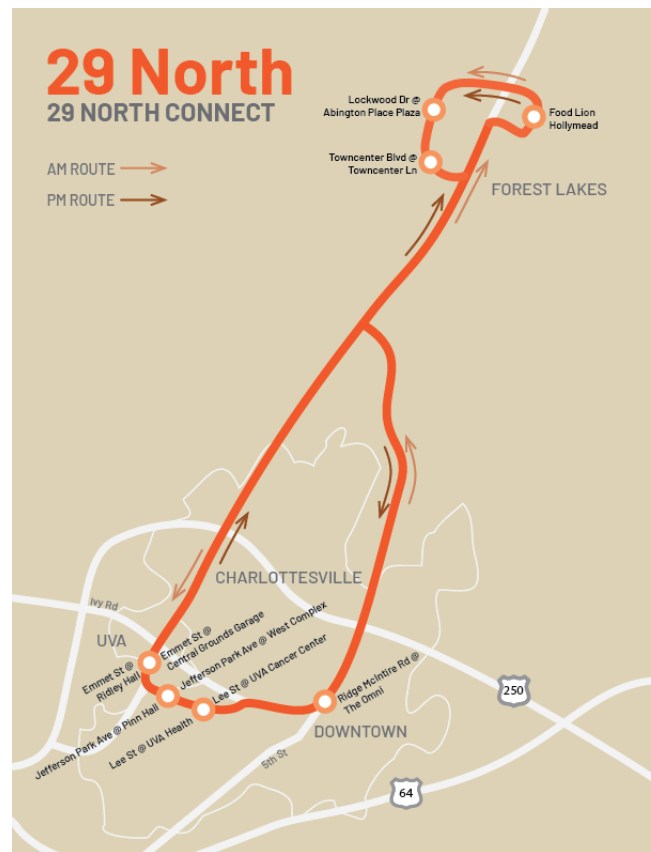 29 North
29 NORTH CONNECT
AM ROUTE
PM ROUTE
Lockwood Dr @
Abington Place Plaza
Food Lion
Hollymead
Towncenter Blvd @
Towncenter Ln
FOREST LAKES
CHARLOTTESVILLE
Ivy Rd
UVA
Emmet St @
Central Grounds Garage
Emmet St @
Ridley Hall
Jefferson Park Ave @ West Complex
Jefferson Park Ave @ Pinn Hall
Lee St @ UVA Cancer Center
Lee St @ UVA Health
Ridge McIntire Rd @
The Omni
DOWNTOWN
5th St
250
64